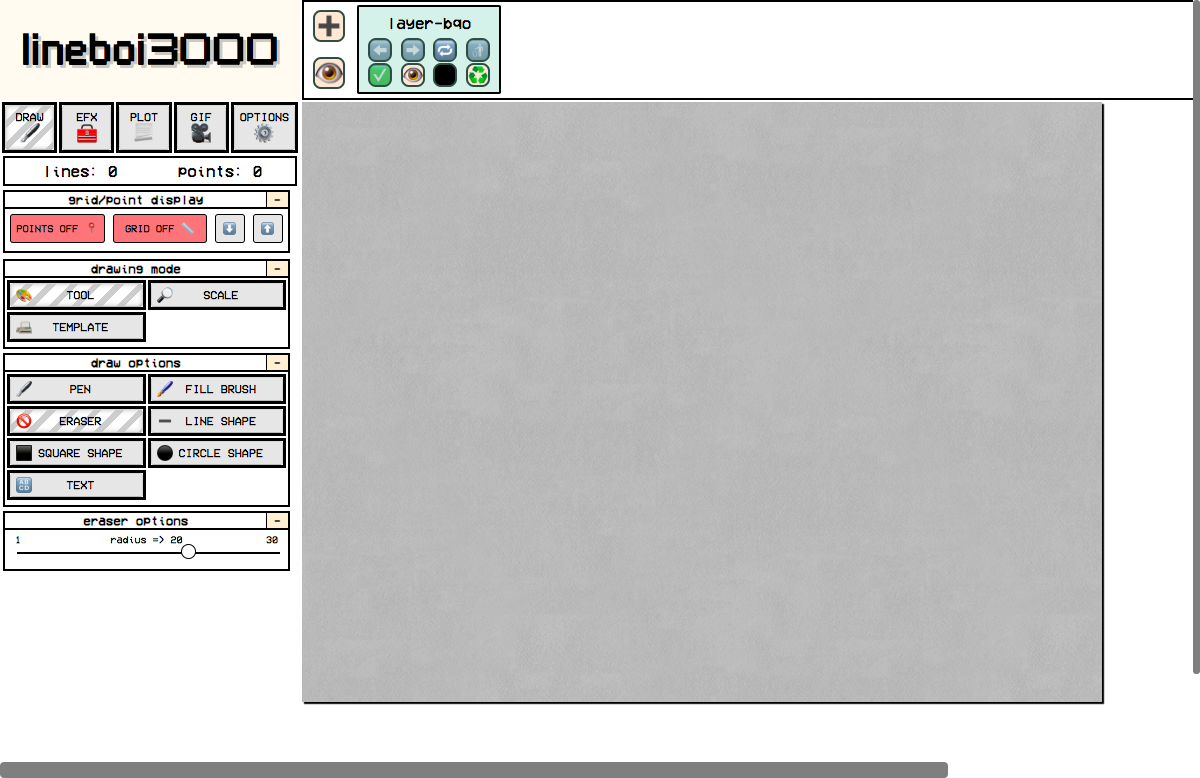 lineboi3000
layer-bqo
DRAW
EFX
PLOT
GIF
OPTIONS
lines: 0
points: 0
grid/point display
-
POINTS OFF
GRID OFF
drawing mode
-
TOOL
SCALE
TEMPLATE
draw options
-
PEN
FILL BRUSH
ERASER
LINE SHAPE
SQUARE SHAPE
CIRCLE SHAPE
TEXT
eraser options
-
1
radius => 20
30